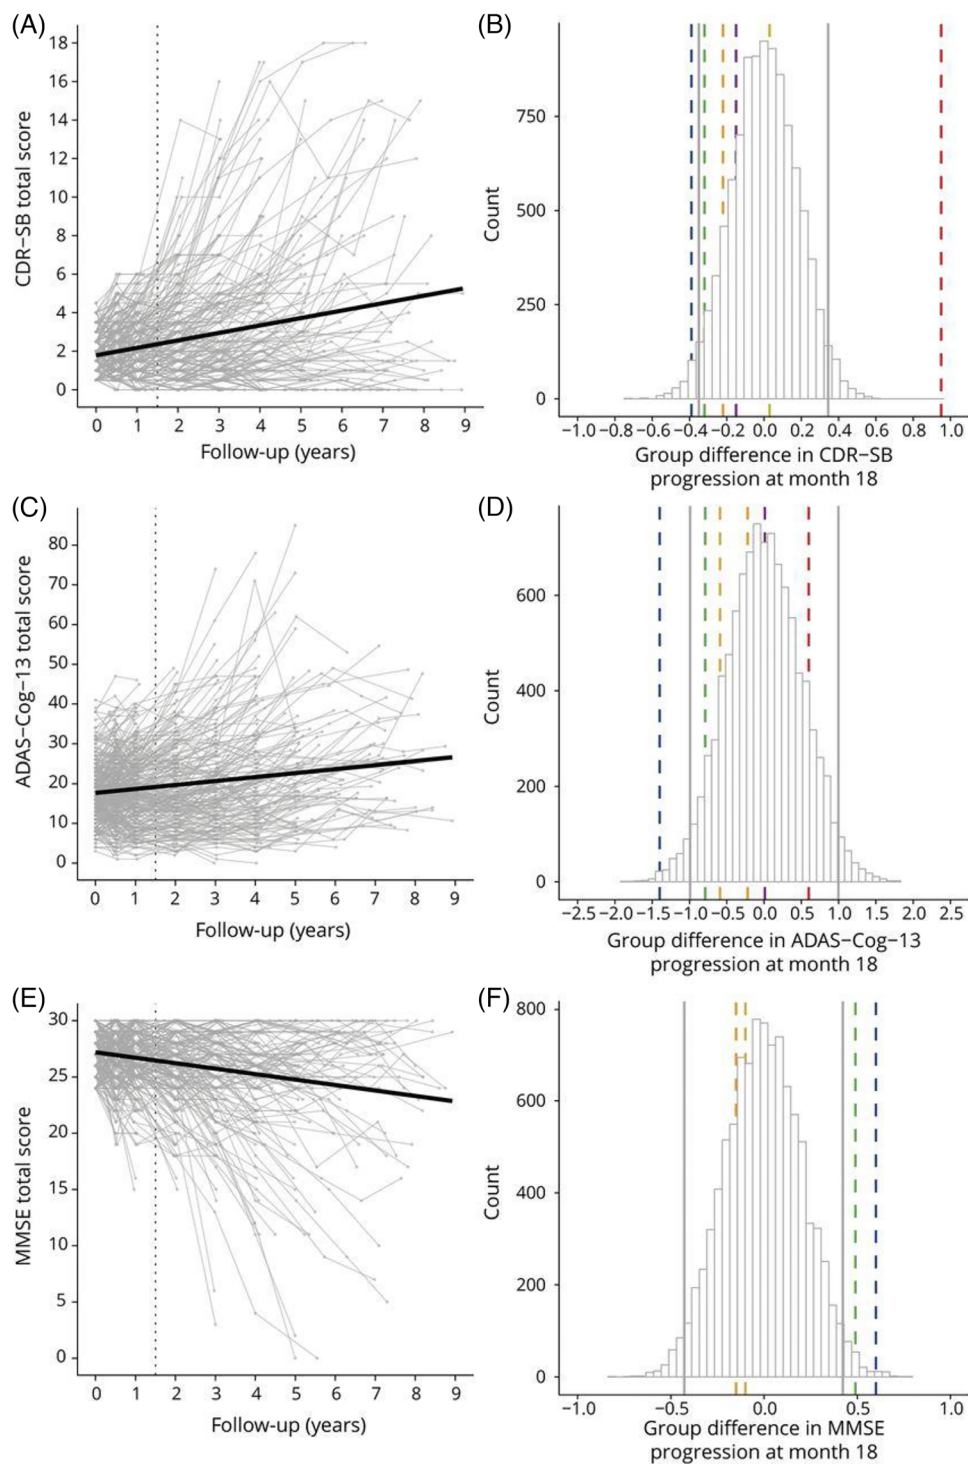 (A)
18
16
14
12
10
8
6
4
2
0
CDR−SB total score
0 1 2 3 4 5 6 7 8 9
Follow-up (years)
(B)
750
500
250
0
Count
−1.0 −0.8 −0.6 −0.4 −0.2 0.0 0.2 0.4 0.6 0.8 1.0
Group difference in CDR−SB
progression at month 18
(C)
80
70
60
50
40
30
20
10
0
ADAS−Cog−13 total score
0 1 2 3 4 5 6 7 8 9
Follow-up (years)
(D)
600
400
200
0
Count
−2.5 −2.0 −1.5 −1.0 −0.5 0.0 0.5 1.0 1.5 2.0 2.5
Group difference in ADAS−Cog−13
progression at month 18
(E)
30
25
20
15
10
5
0
MMSE total score
0 1 2 3 4 5 6 7 8 9
Follow-up (years)
(F)
800
600
400
200
0
Count
−1.0 −0.5 0.0 0.5 1.0
Group difference in MMSE
progression at month 18